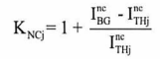 K_NCj = 1 + (I^nc_BG - I^nc_THj) / I^nc_THj